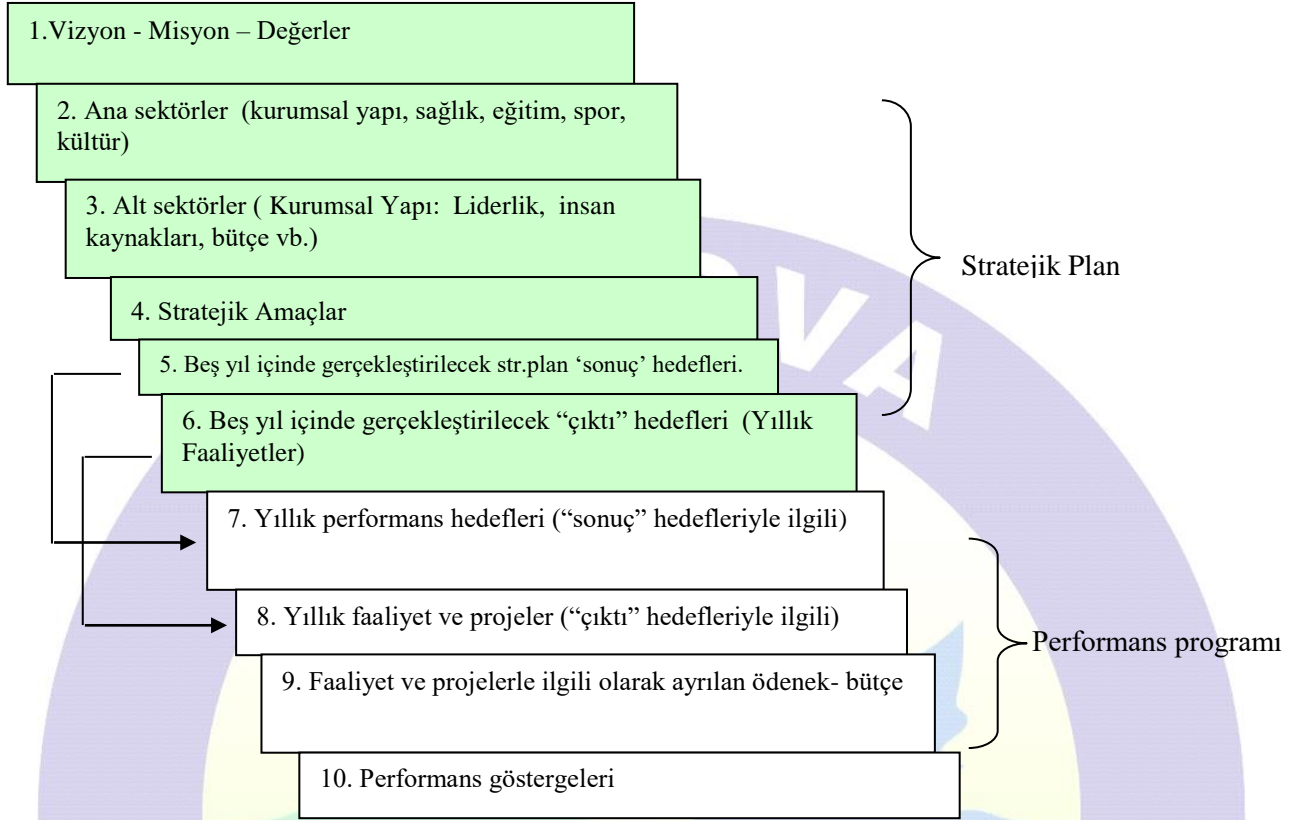 1.Vizyon - Misyon – Değerler
2. Ana sektörler (kurumsal yapı, sağlık, eğitim, spor,
kültür)
3. Alt sektörler ( Kurumsal Yapı: Liderlik, insan
kaynakları, bütçe vb.)
Stratejik Plan
4. Stratejik Amaçlar
5. Beş yıl içinde gerçekleştirilecek str.plan ‘sonuç’ hedefleri.
6. Beş yıl içinde gerçekleştirilecek “çıktı” hedefleri (Yıllık
Faaliyetler)
7. Yıllık performans hedefleri (“sonuç” hedefleriyle ilgili)
8. Yıllık faaliyet ve projeler (“çıktı” hedefleriyle ilgili)
Performans programı
9. Faaliyet ve projelerle ilgili olarak ayrılan ödenek- bütçe
10. Performans göstergeleri